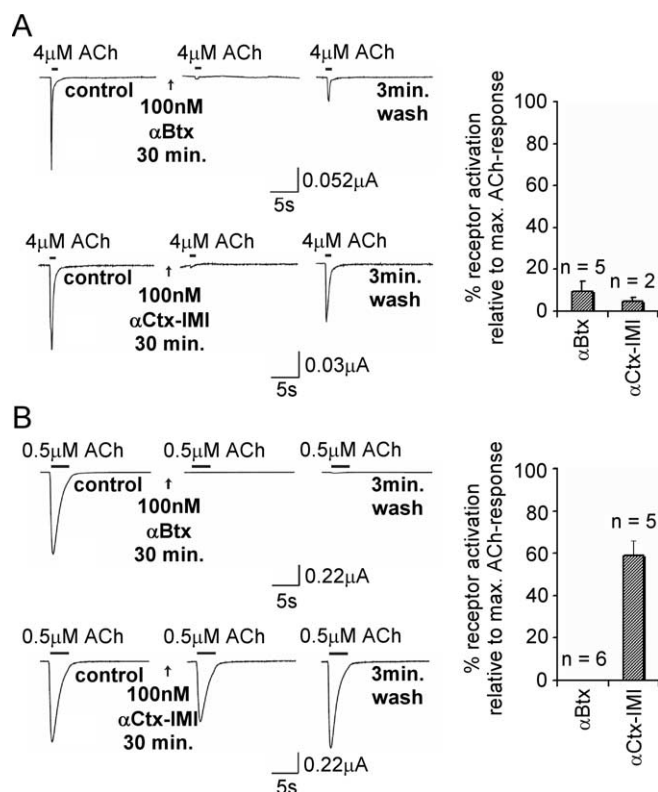 A
4µM ACh 4µM ACh 4µM ACh
control
100nM
αBtx
30 min.
3min.
wash
0.052µA
5s
4µM ACh 4µM ACh 4µM ACh
control
100nM
αCtx-IMI
30 min.
3min.
wash
0.03µA
5s
% receptor activation
relative to max. ACh-response
100
80
60
40
20
0
n = 5
n = 2
αBtx
αCtx-IMI
B
0.5µM ACh 0.5µM ACh 0.5µM ACh
control
100nM
αBtx
30 min.
3min.
wash
0.22µA
5s
0.5µM ACh 0.5µM ACh 0.5µM ACh
control
100nM
αCtx-IMI
30 min.
3min.
wash
0.22µA
5s
% receptor activation
relative to max. ACh-response
100
80
60
40
20
0
n = 6
n = 5
αBtx
αCtx-IMI